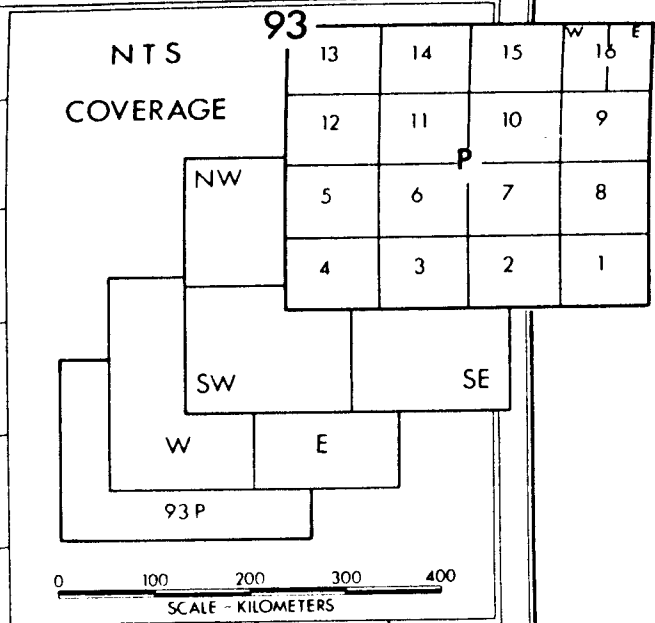 93
NTS
COVERAGE
13 14 15 W 16 E
12 11 10 9
P
NW
5 6 7 8
4 3 2 1
SW SE
W E
93 P
0 100 200 300 400
SCALE - KILOMETERS